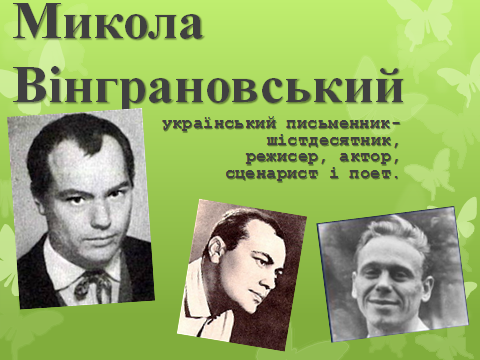 Микола
Вінграновський
український письменник-
шістдесятник,
режисер, актор,
сценарист і поет.